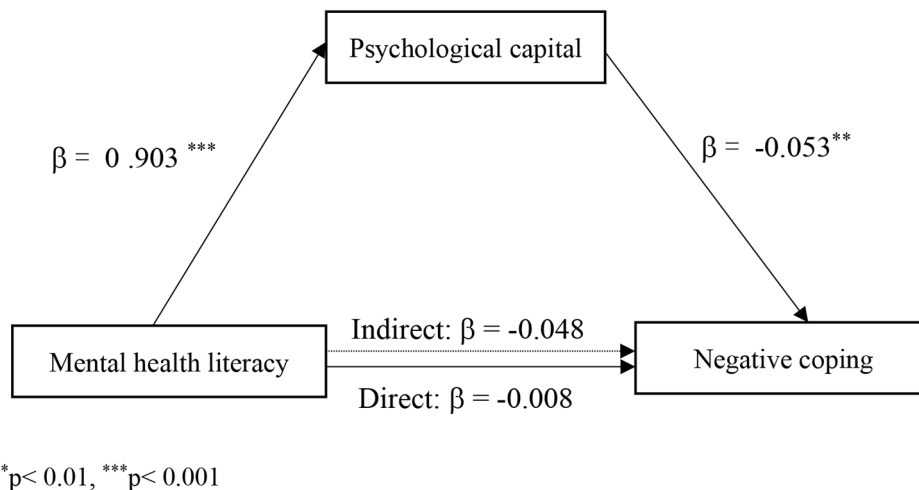 Psychological capital
β = 0 .903 ***
β = -0.053**
Indirect: β = -0.048
Mental health literacy
Negative coping
Direct: β = -0.008
*p< 0.01, ***p< 0.001